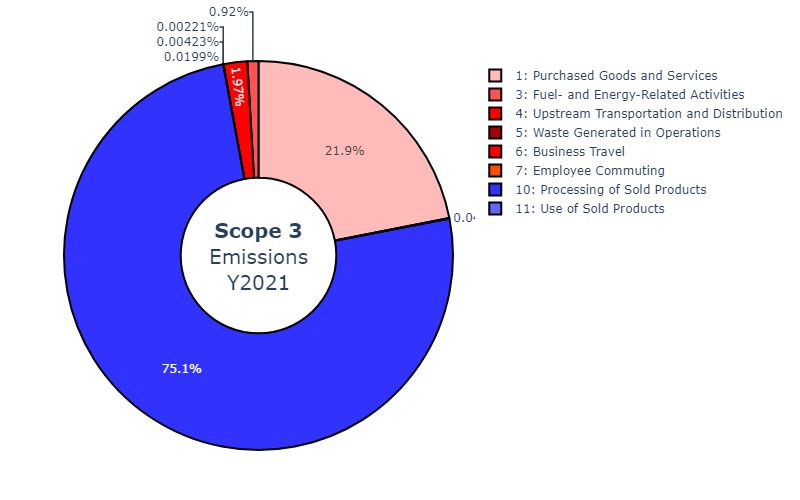 0.92%
0.00221%
0.00423%
0.0199%
1.97%
21.9%
75.1%
Scope 3
Emissions
Y2021
1: Purchased Goods and Services
3: Fuel- and Energy-Related Activities
4: Upstream Transportation and Distribution
5: Waste Generated in Operations
6: Business Travel
7: Employee Commuting
10: Processing of Sold Products
11: Use of Sold Products